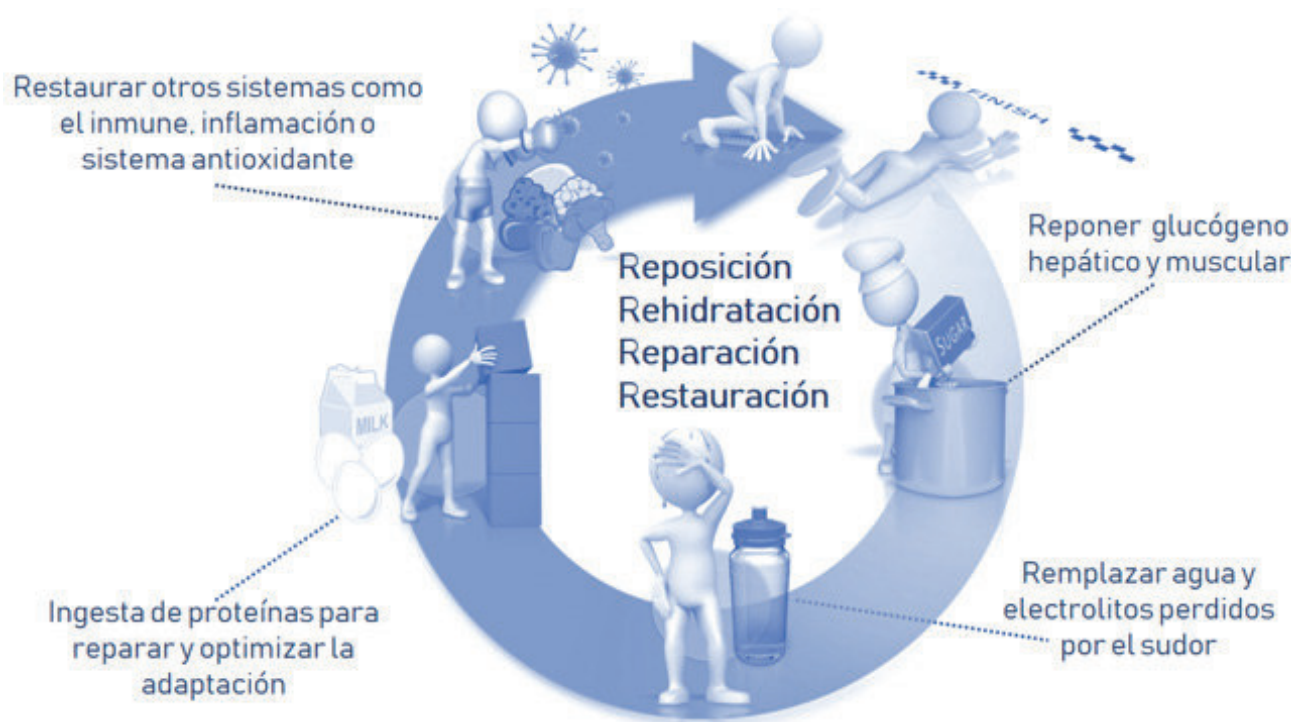 Restaurar otros sistemas como
el inmune, inflamación o
sistema antioxidante
FINISH
Reponer glucógeno
hepático y muscular
Reposición
Rehidratación
Reparación
Restauración
SUGAR
MILK
Ingesta de proteínas para
reparar y optimizar la
adaptación
Remplazar agua y
electrolitos perdidos
por el sudor